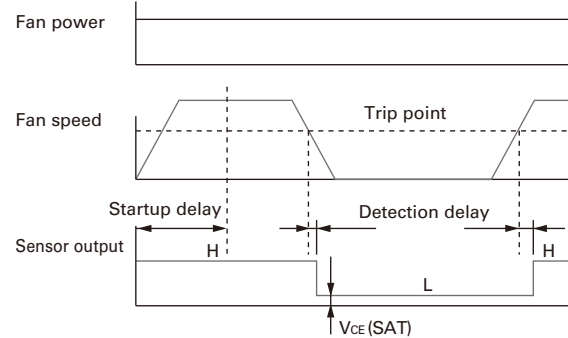 Fan power
Fan speed
Trip point
Startup delay
Detection delay
Sensor output
H
H
L
VCE(SAT)